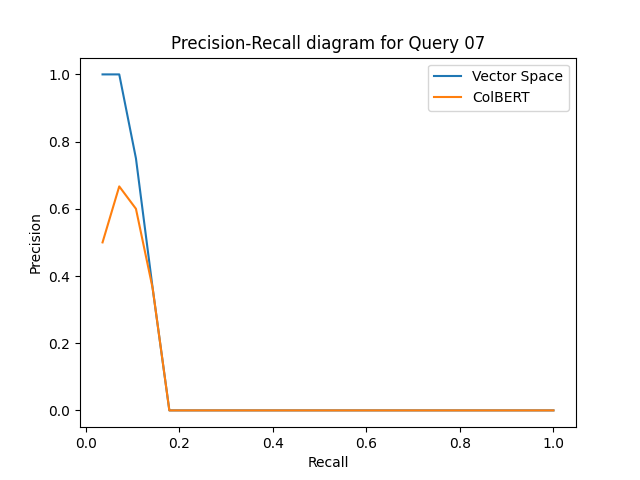 Precision-Recall diagram for Query 07
Vector Space
ColBERT
Precision
1.0
0.8
0.6
0.4
0.2
0.0
0.0 0.2 0.4 0.6 0.8 1.0
Recall